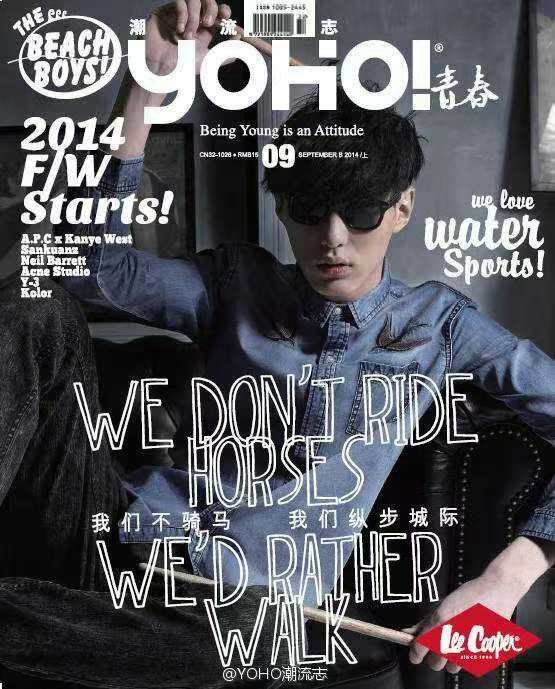 THE
BEACH
BOYS!
ISSN 1005-2445
潮 流 志
YOHO!®青春
Being Young is an Attitude
CN32-1026 • RMB15 09 SEPTEMBER B 2014/上
2014
F/W
Starts!
A.P.C x Kanye West
Sankuanz
Neil Barrett
Acne Studio
Y-3
Kolor
we love
water
Sports!
WE DON'T RIDE
HORSES
我们不骑马 我们纵步城际
WE'D RATHER
WALK
Lee Cooper
SINCE 1908
@YOHO潮流志